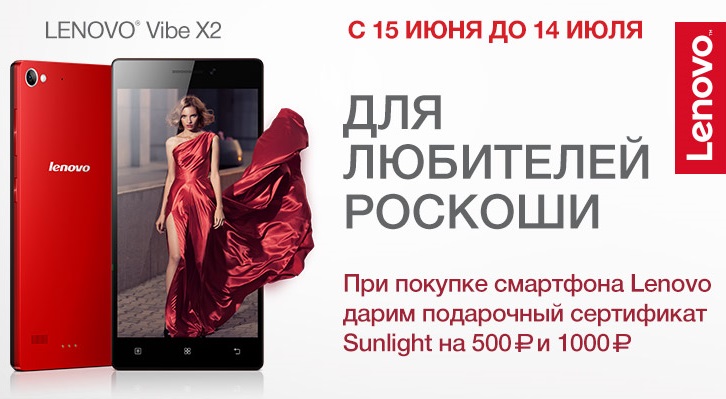 LENOVO® Vibe X2
С 15 ИЮНЯ ДО 14 ИЮЛЯ
Lenovo™
lenovo
ДЛЯ
ЛЮБИТЕЛЕЙ
РОСКОШИ
При покупке смартфона Lenovo
дарим подарочный сертификат
Sunlight на 500 ₽ и 1000 ₽